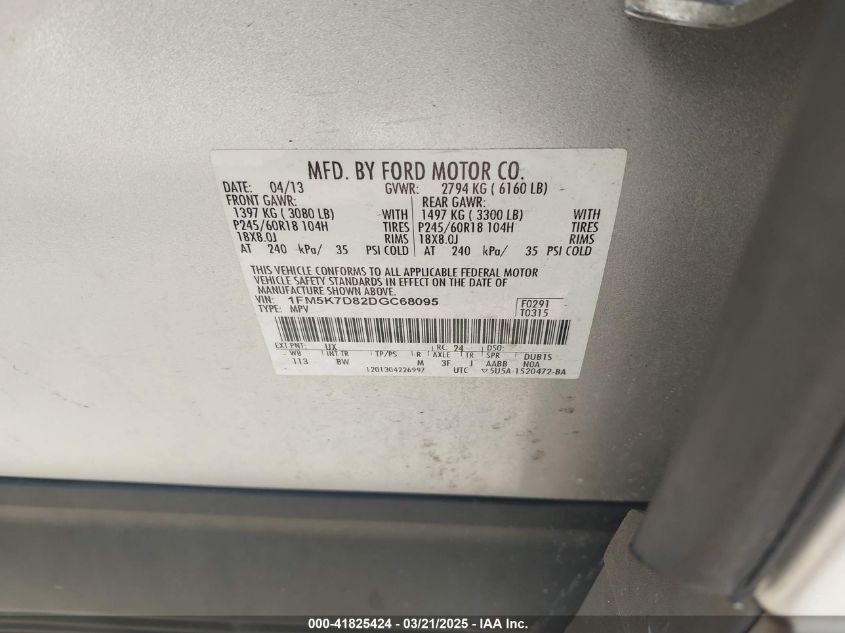 MFD. BY FORD MOTOR CO.
DATE: 04/13 GVWR: 2794 KG ( 6160 LB)
FRONT GAWR: REAR GAWR:
1397 KG ( 3080 LB) WITH 1497 KG ( 3300 LB) WITH
P245/60R18 104H TIRES P245/60R18 104H TIRES
18X8.0J RIMS 18X8.0J RIMS
AT 240 kPa/ 35 PSI COLD AT 240 kPa/ 35 PSI COLD
THIS VEHICLE CONFORMS TO ALL APPLICABLE FEDERAL MOTOR
VEHICLE SAFETY STANDARDS IN EFFECT ON THE DATE OF
MANUFACTURE SHOWN ABOVE.
VIN: 1FM5K7D82DGC68095 F0291
TYPE: MPV T0315
EXT PNT: UX RC: 24 DSO:
WB INT TR TP/PS R AXLE TR SPR DUB15
113 BW M 3F J AABB N0A
1201304226997 UTC ▽5U5A-1520472-BA
000-41825424 - 03/21/2025 - IAA Inc.